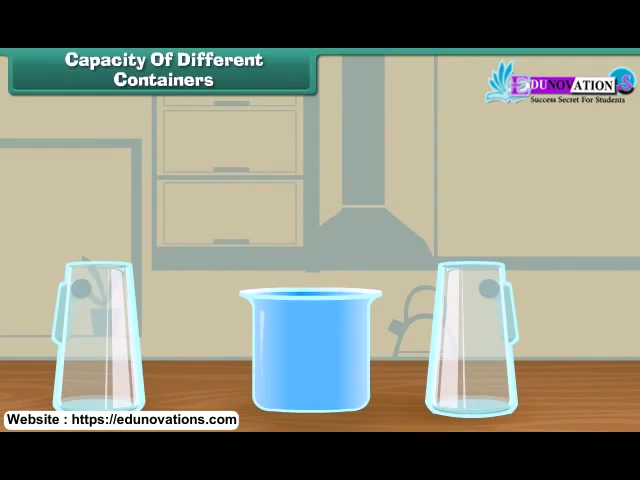 Capacity Of Different
Containers
EDUNOVATIONS
Success Secret For Students
Website : https://edunovations.com